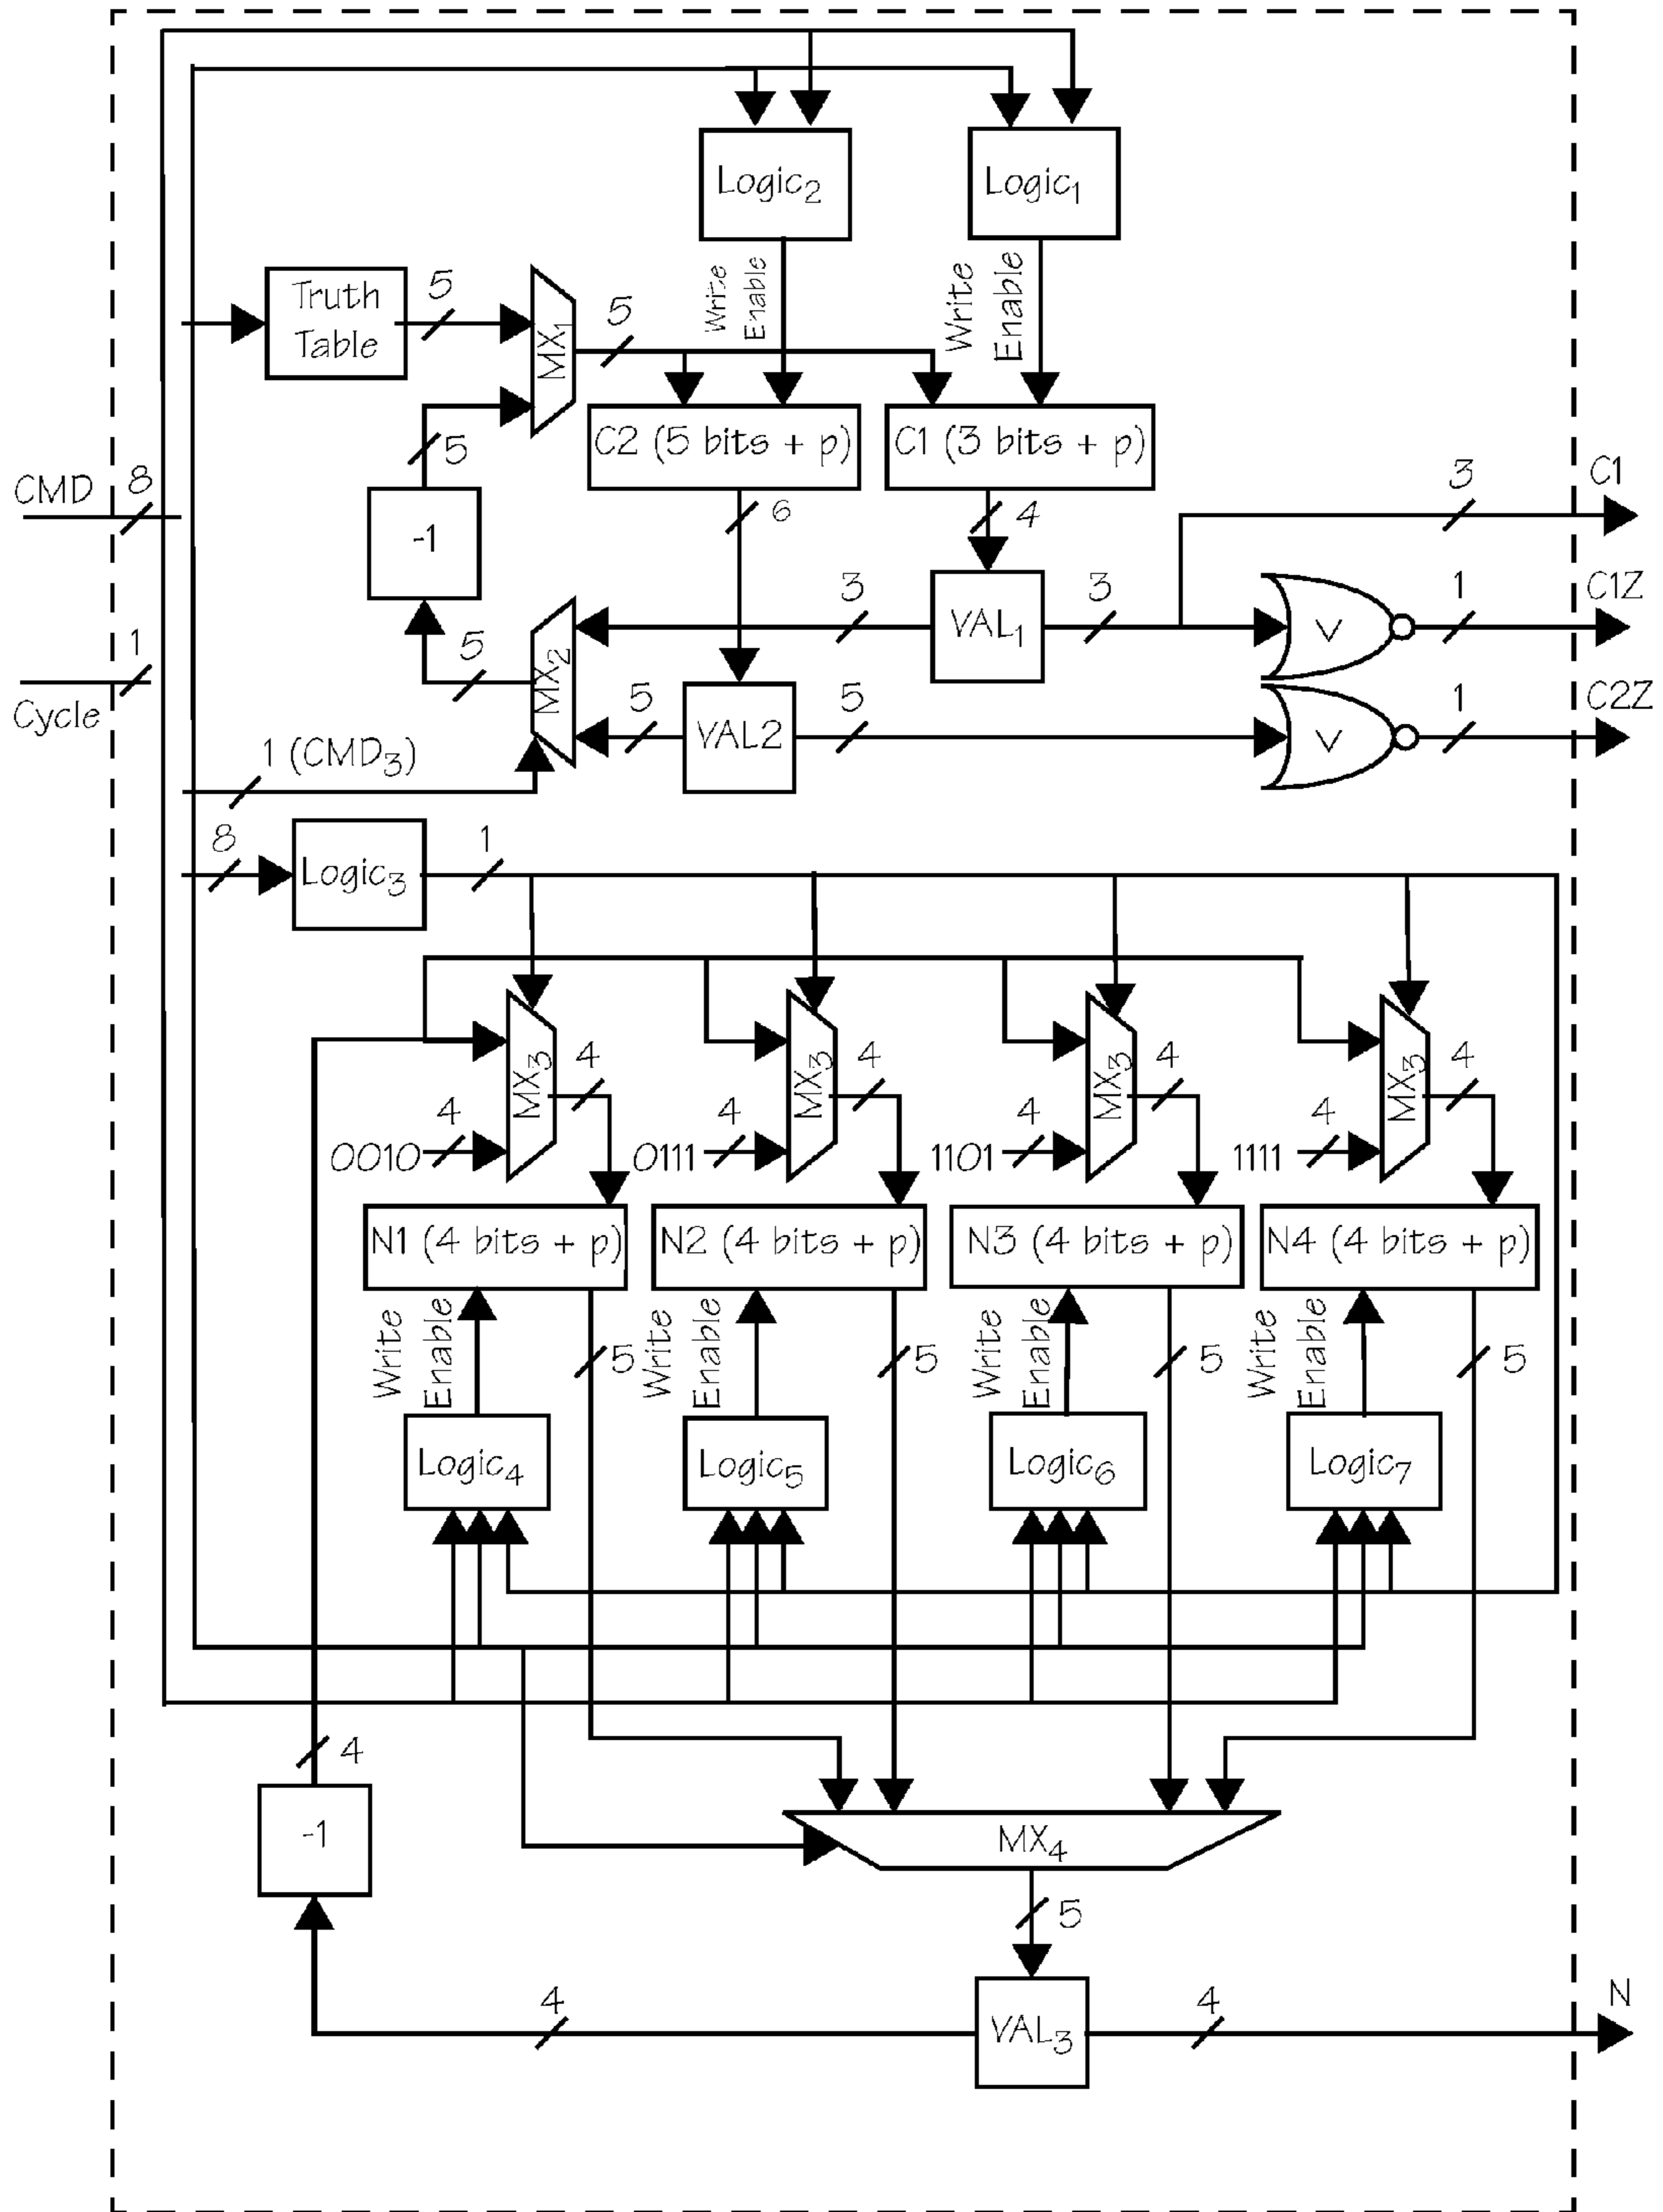 Logic2
Logic1
Write
Enable
Write
Enable
Truth
Table
5
MX1
5
C2 (5 bits + p)
C1 (3 bits + p)
5
CMD
8
6
4
3
C1
-1
3
VAL1
3
V
1
C1Z
1
Cycle
5
MX2
5
VAL2
5
V
1
C2Z
1 (CMD3)
8
Logic3
1
MX3
4
MX3
4
MX3
4
MX3
4
0010
4
0111
4
1101
4
1111
4
N1 (4 bits + p)
N2 (4 bits + p)
N3 (4 bits + p)
N4 (4 bits + p)
Write
Enable
5
Write
Enable
5
Write
Enable
5
Write
Enable
5
Logic4
Logic5
Logic6
Logic7
4
-1
MX4
5
4
VAL3
4
N